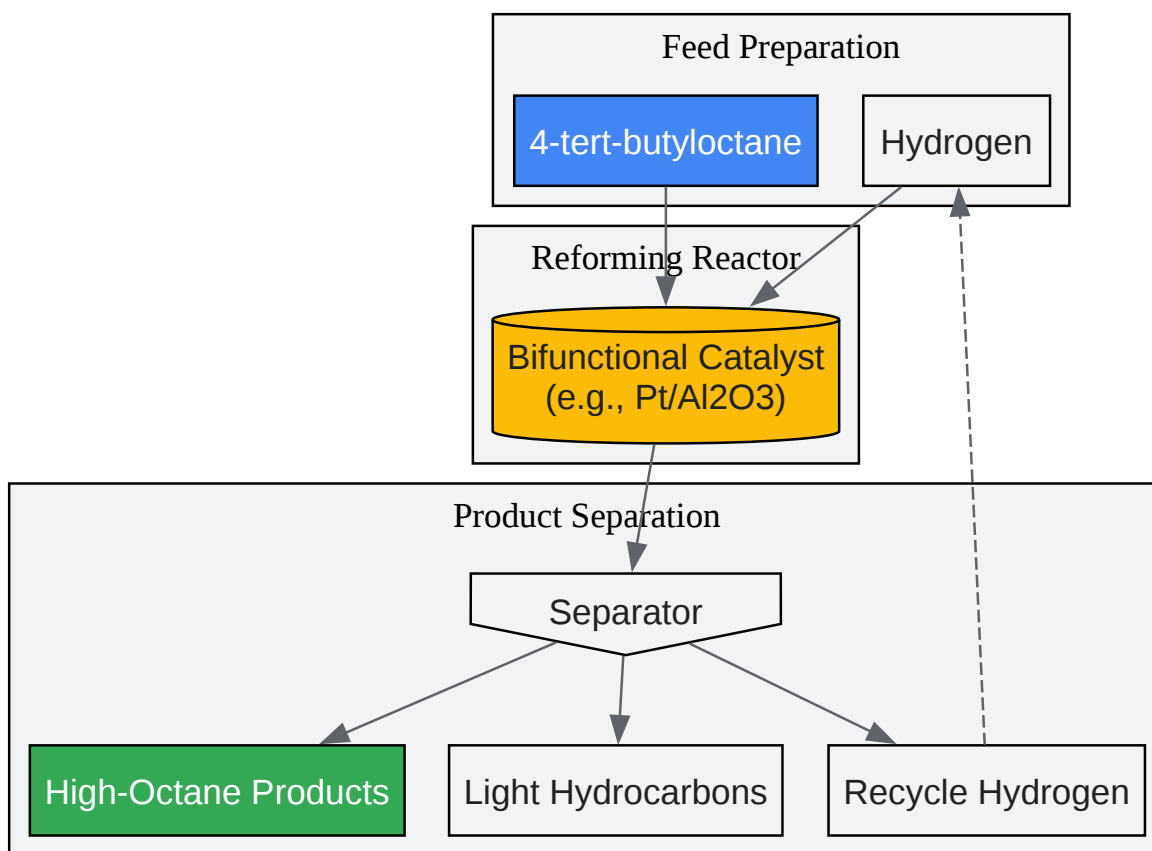 Feed Preparation
4-tert-butyloctane
Hydrogen
Reforming Reactor
Bifunctional Catalyst
(e.g., Pt/Al2O3)
Product Separation
Separator
High-Octane Products
Light Hydrocarbons
Recycle Hydrogen